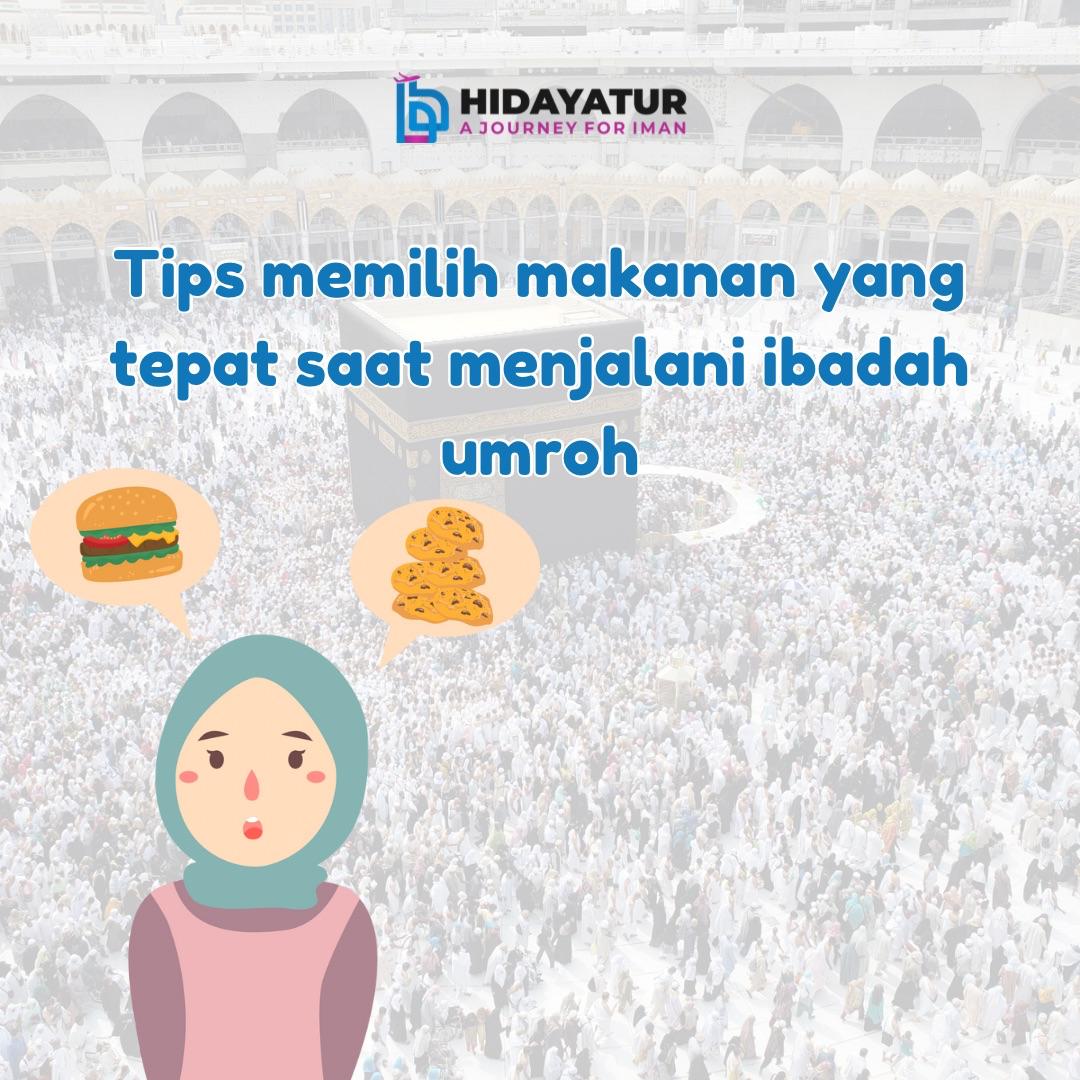 HIDAYATUR
A JOURNEY FOR IMAN
Tips memilih makanan yang
tepat saat menjalani ibadah
umroh